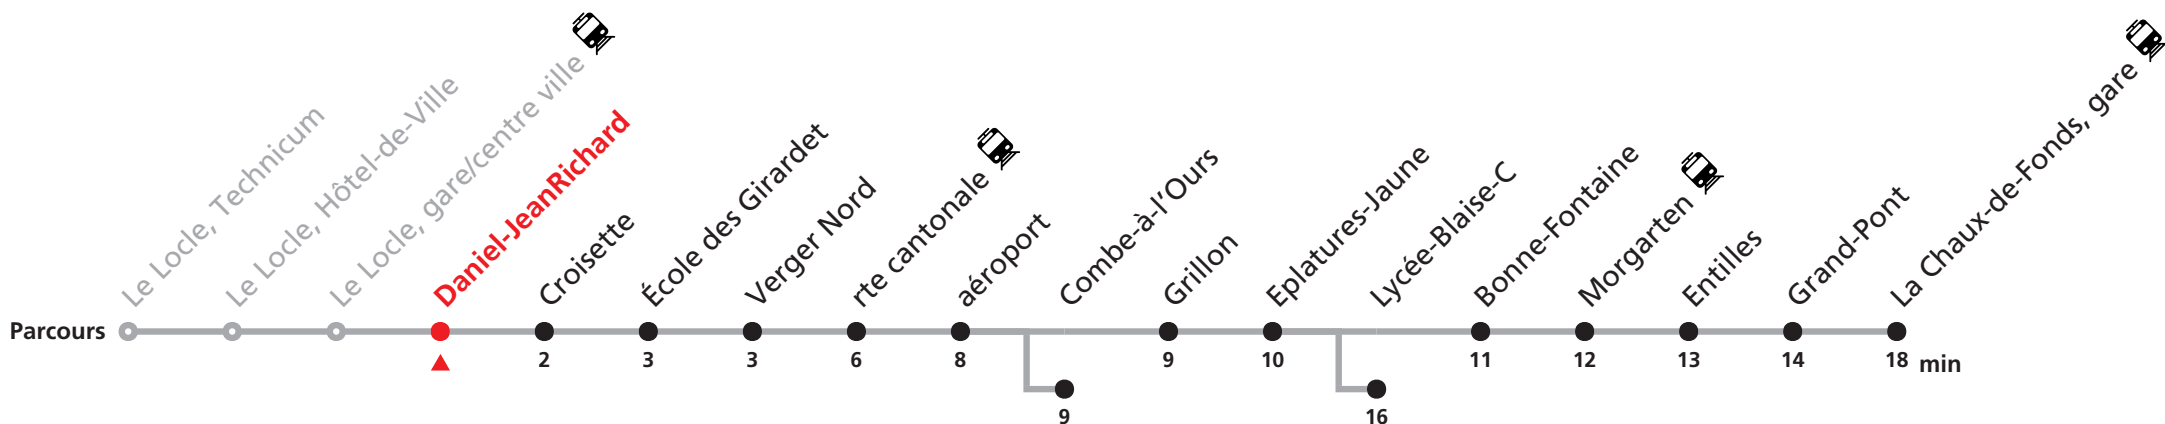 Le Locle, Technicum
Le Locle, Hôtel-de-Ville
Le Locle, gare/centre ville
Daniel-JeanRichard
Croisette
École des Girardet
Verger Nord
rte cantonale
aéroport
Combe-à-l'Ours
Grillon
Eplatures-Jaune
Lycée-Blaise-C
Bonne-Fontaine
Morgarten
Entilles
Grand-Pont
La Chaux-de-Fonds, gare
Parcours
2 3 3 6 8 9 10 11 12 13 14 18 min
9 16